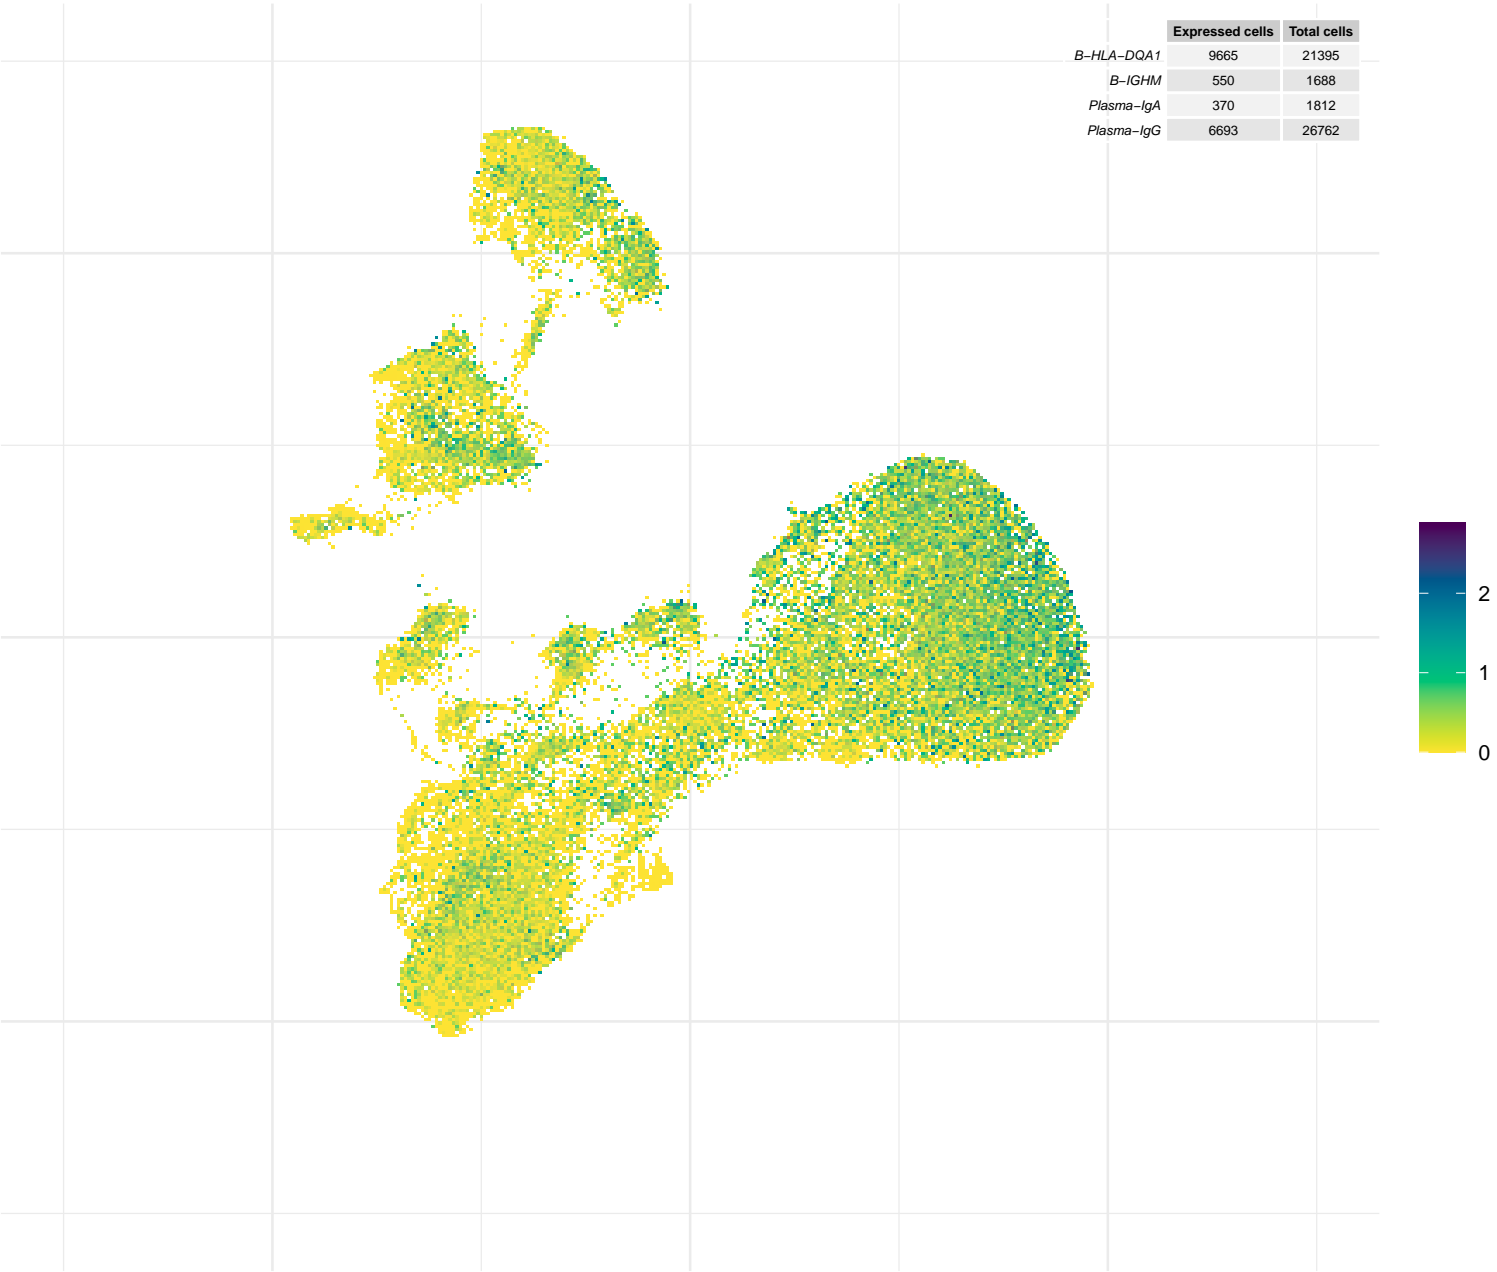 Expressed cells Total cells
B−HLA−DQA1 9665 21395
B−IGHM 550 1688
Plasma−IgA 370 1812
Plasma−IgG 6693 26762
2
1
0